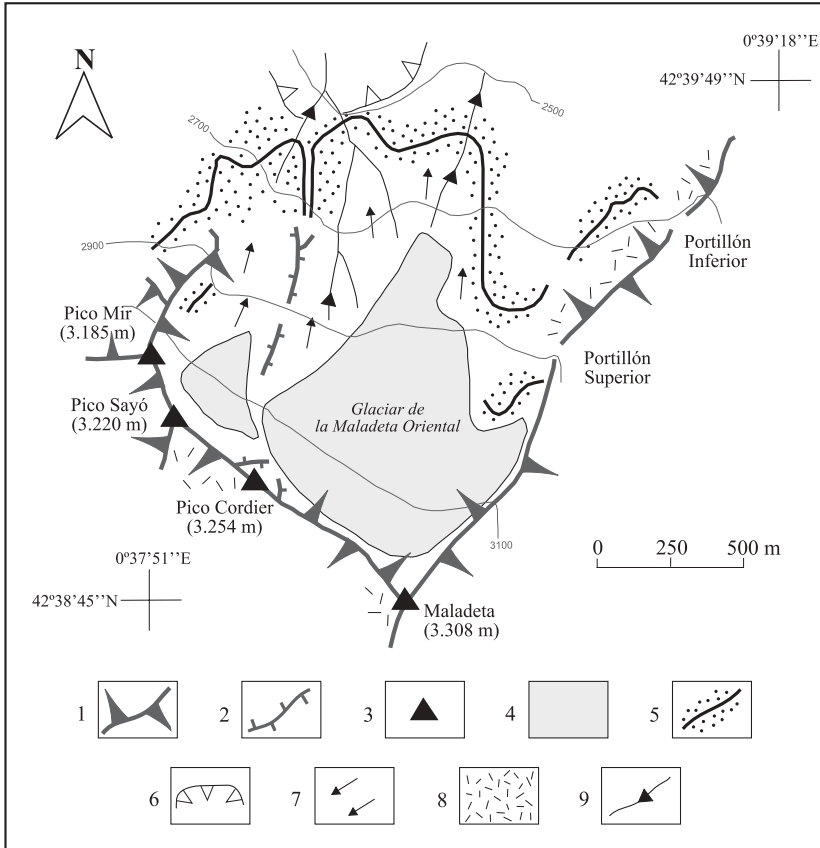 0º39’18’’E
42º39’49’’N
N
2500
2700
2900
Portillón
Inferior
Pico Mir
(3.185 m)
Portillón
Superior
Pico Sayó
(3.220 m)
Glaciar de
la Maladeta Oriental
Pico Cordier
(3.254 m)
3100
0 250 500 m
0º37’51’’E
42º38’45’’N
Maladeta
(3.308 m)
1 2 3 4 5
6 7 8 9